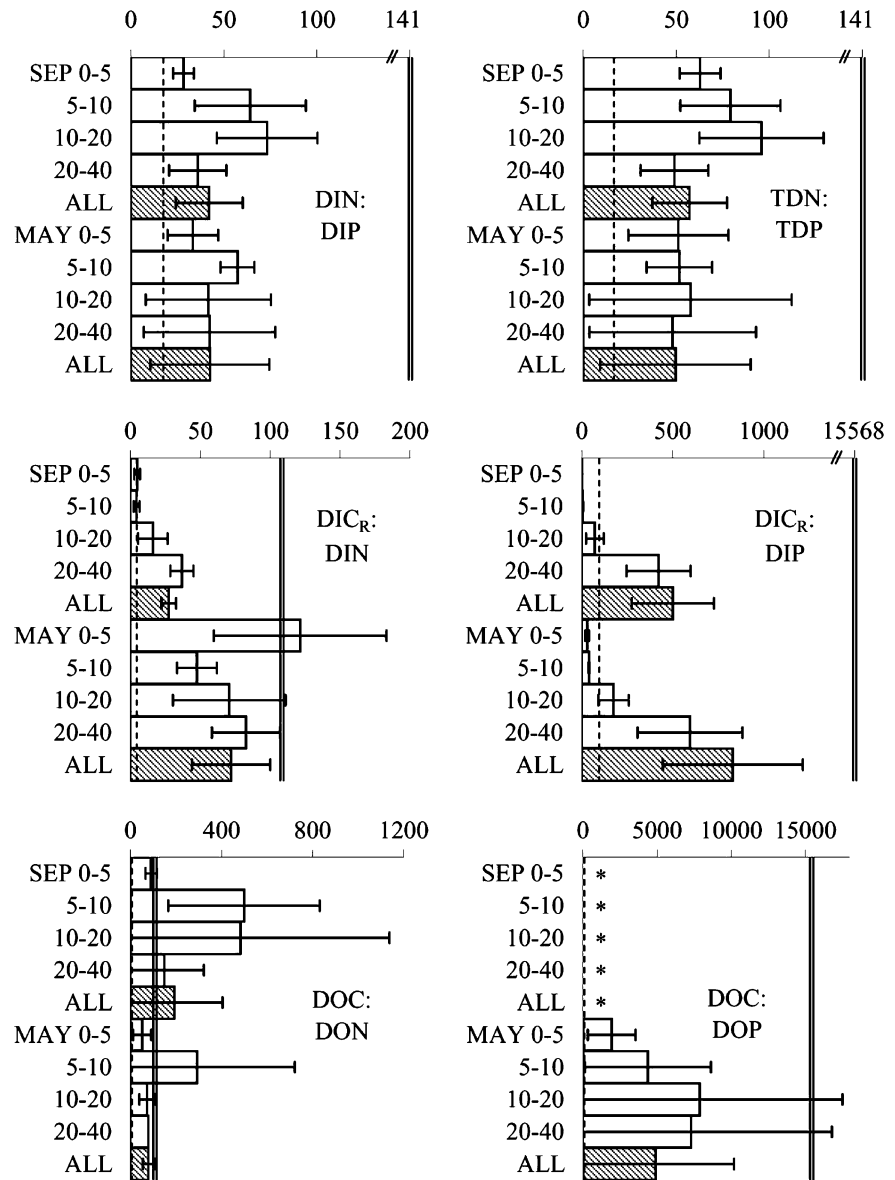 0 50 100 141
SEP 0-5
5-10
10-20
20-40
ALL
MAY 0-5
5-10
10-20
20-40
ALL
DIN:
DIP
0 50 100 141
SEP 0-5
5-10
10-20
20-40
ALL
MAY 0-5
5-10
10-20
20-40
ALL
TDN:
TDP
0 50 100 150 200
SEP 0-5
5-10
10-20
20-40
ALL
MAY 0-5
5-10
10-20
20-40
ALL
DICR:
DIN
0 500 1000 15568
SEP 0-5
5-10
10-20
20-40
ALL
MAY 0-5
5-10
10-20
20-40
ALL
DICR:
DIP
0 400 800 1200
SEP 0-5
5-10
10-20
20-40
ALL
MAY 0-5
5-10
10-20
20-40
ALL
DOC:
DON
0 5000 10000 15000
SEP 0-5 *
5-10 *
10-20 *
20-40 *
ALL *
MAY 0-5
5-10
10-20
20-40
ALL
DOC:
DOP